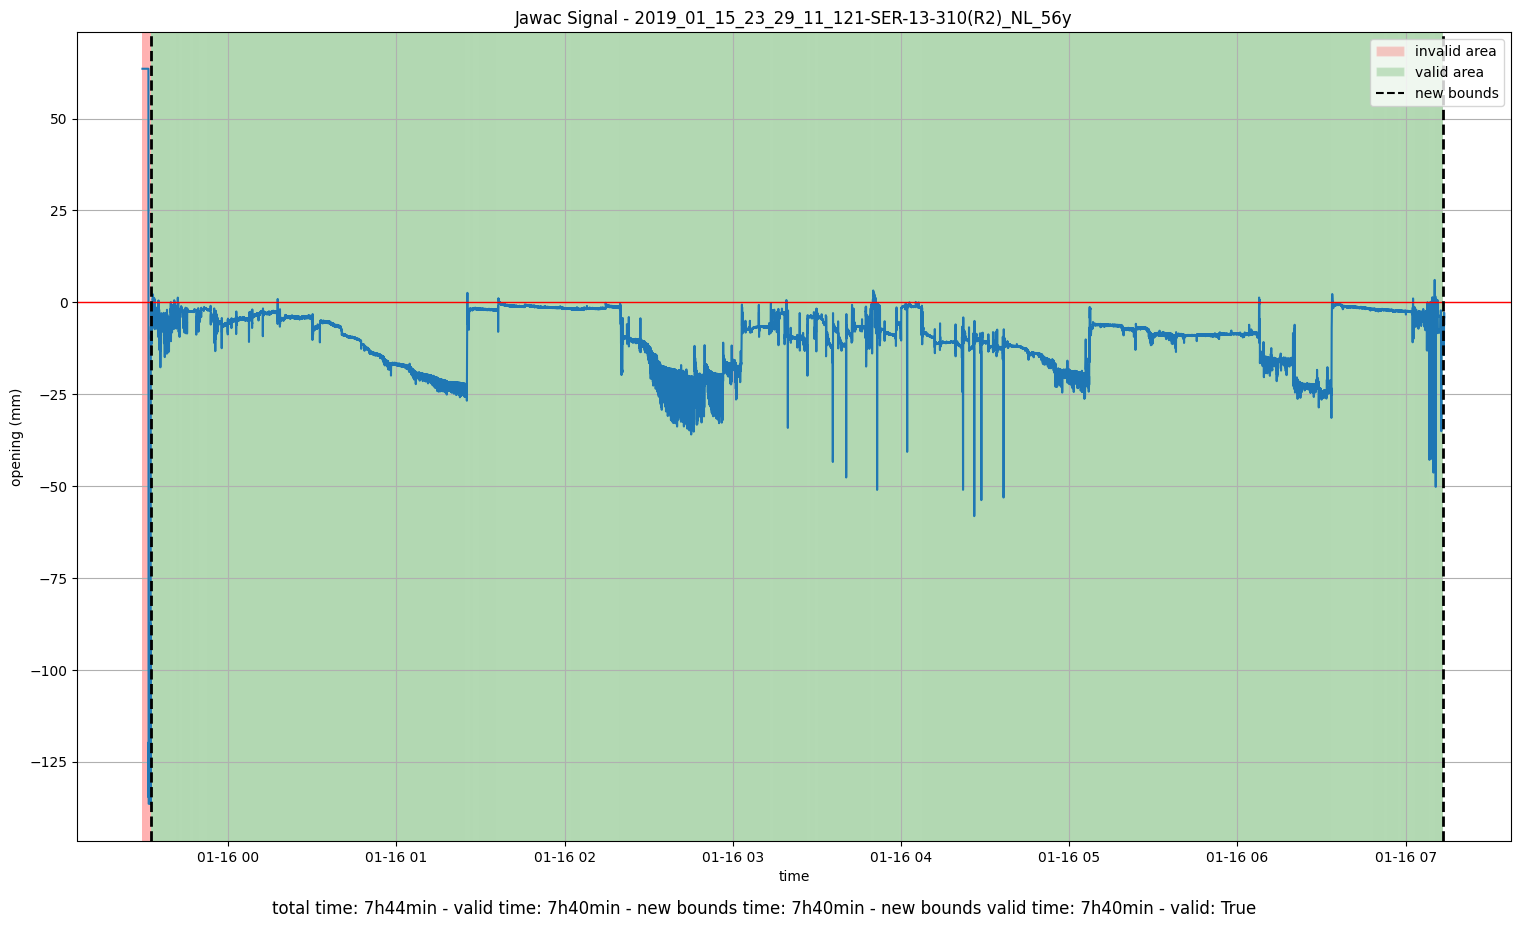 Jawac Signal - 2019_01_15_23_29_11_121-SER-13-310(R2)_NL_56y
invalid area
valid area
new bounds
opening (mm)
50
25
0
−25
−50
−75
−100
−125
01-16 00
01-16 01
01-16 02
01-16 03
01-16 04
01-16 05
01-16 06
01-16 07
time
total time: 7h44min - valid time: 7h40min - new bounds time: 7h40min - new bounds valid time: 7h40min - valid: True